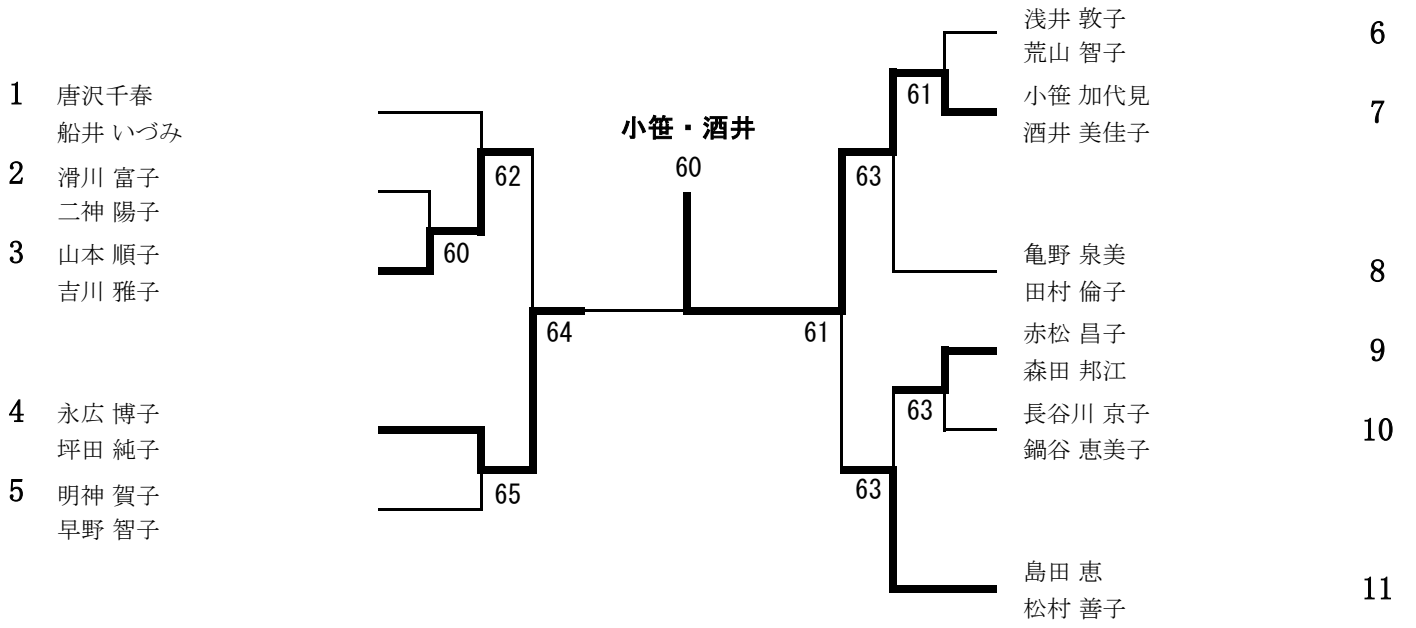 1 唐沢千春
船井 いづみ
2 滑川 富子
二神 陽子
3 山本 順子
吉川 雅子
4 永広 博子
坪田 純子
5 明神 賀子
早野 智子
62
60
64
65
小笹・酒井
60
61
63
61
63
63
浅井 敦子 6
荒山 智子
小笹 加代見 7
酒井 美佳子
亀野 泉美 8
田村 倫子
赤松 昌子 9
森田 邦江
長谷川 京子 10
鍋谷 恵美子
島田 恵 11
松村 善子